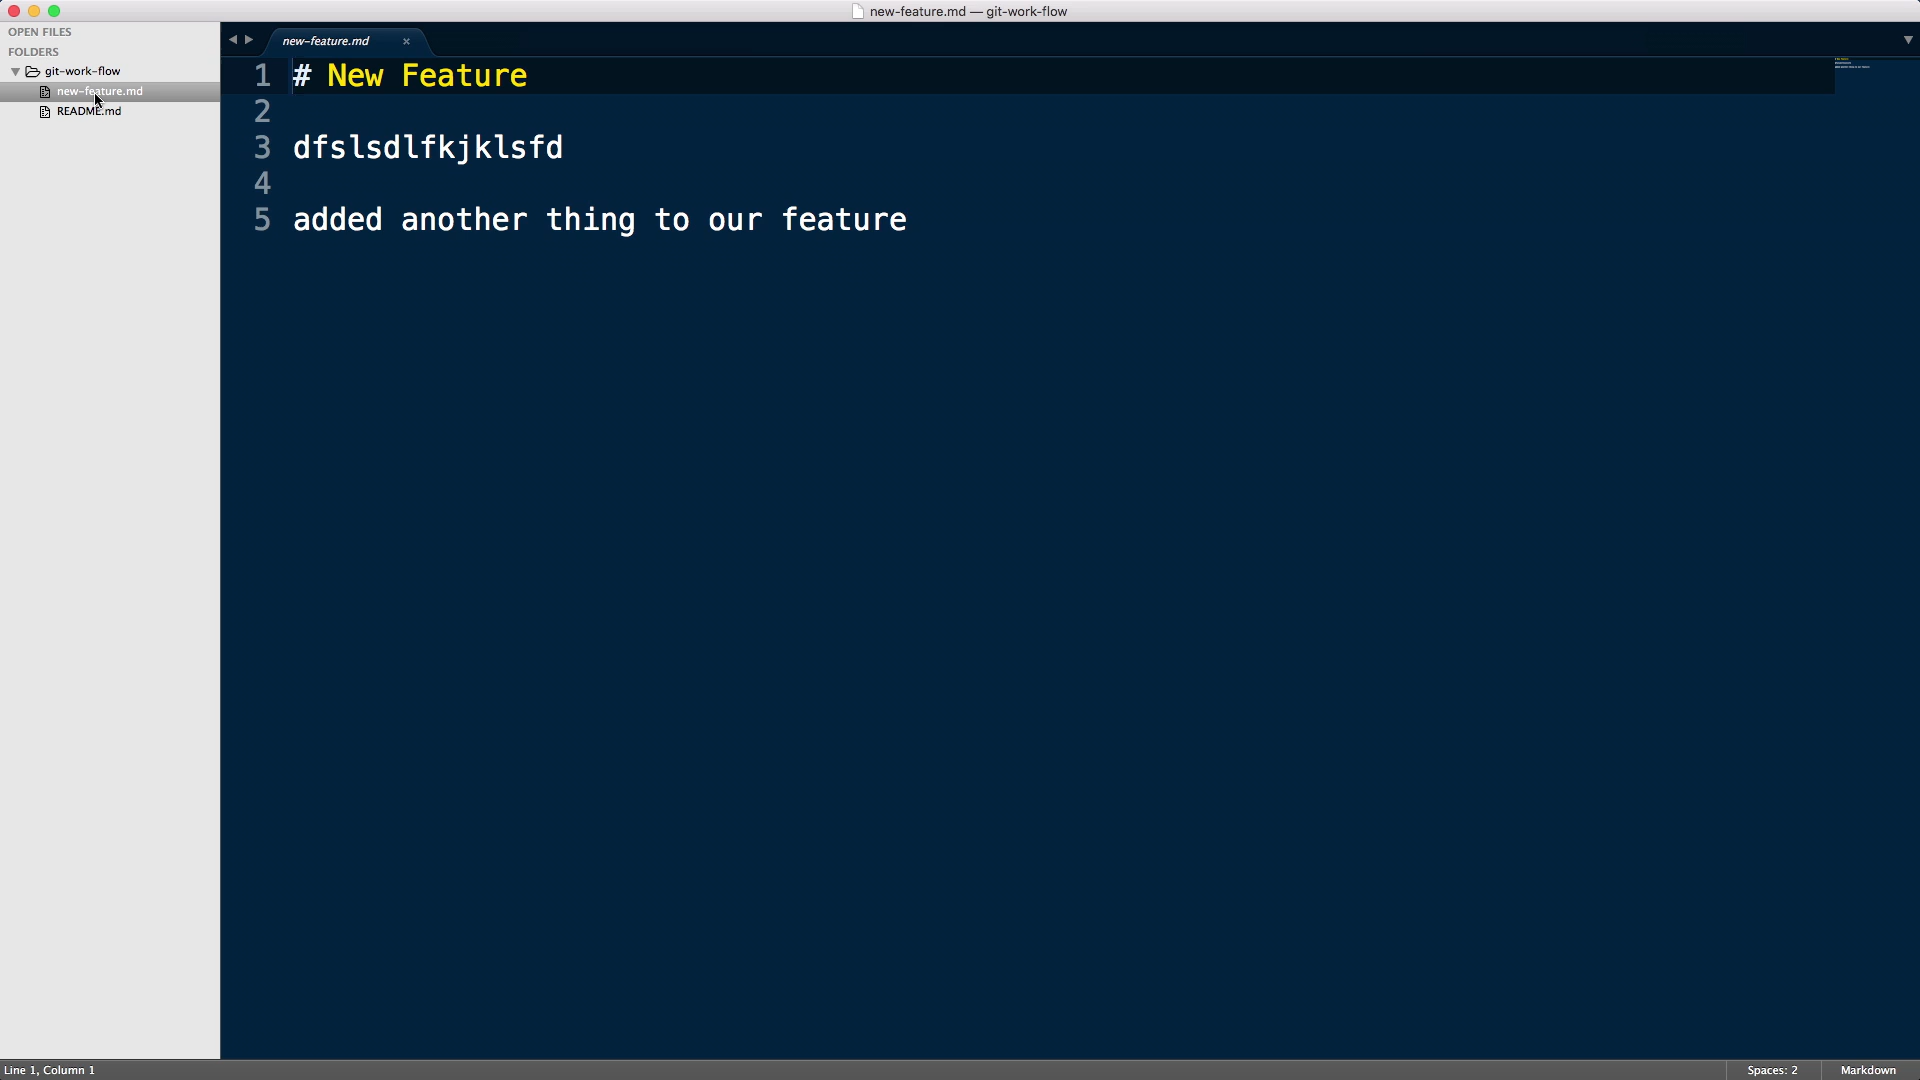 new-feature.md — git-work-flow
OPEN FILES
FOLDERS
git-work-flow
new-feature.md
README.md
new-feature.md
1 # New Feature
2
3 dfslsdlfkjklsfd
4
5 added another thing to our feature
Line 1, Column 1
Spaces: 2
Markdown